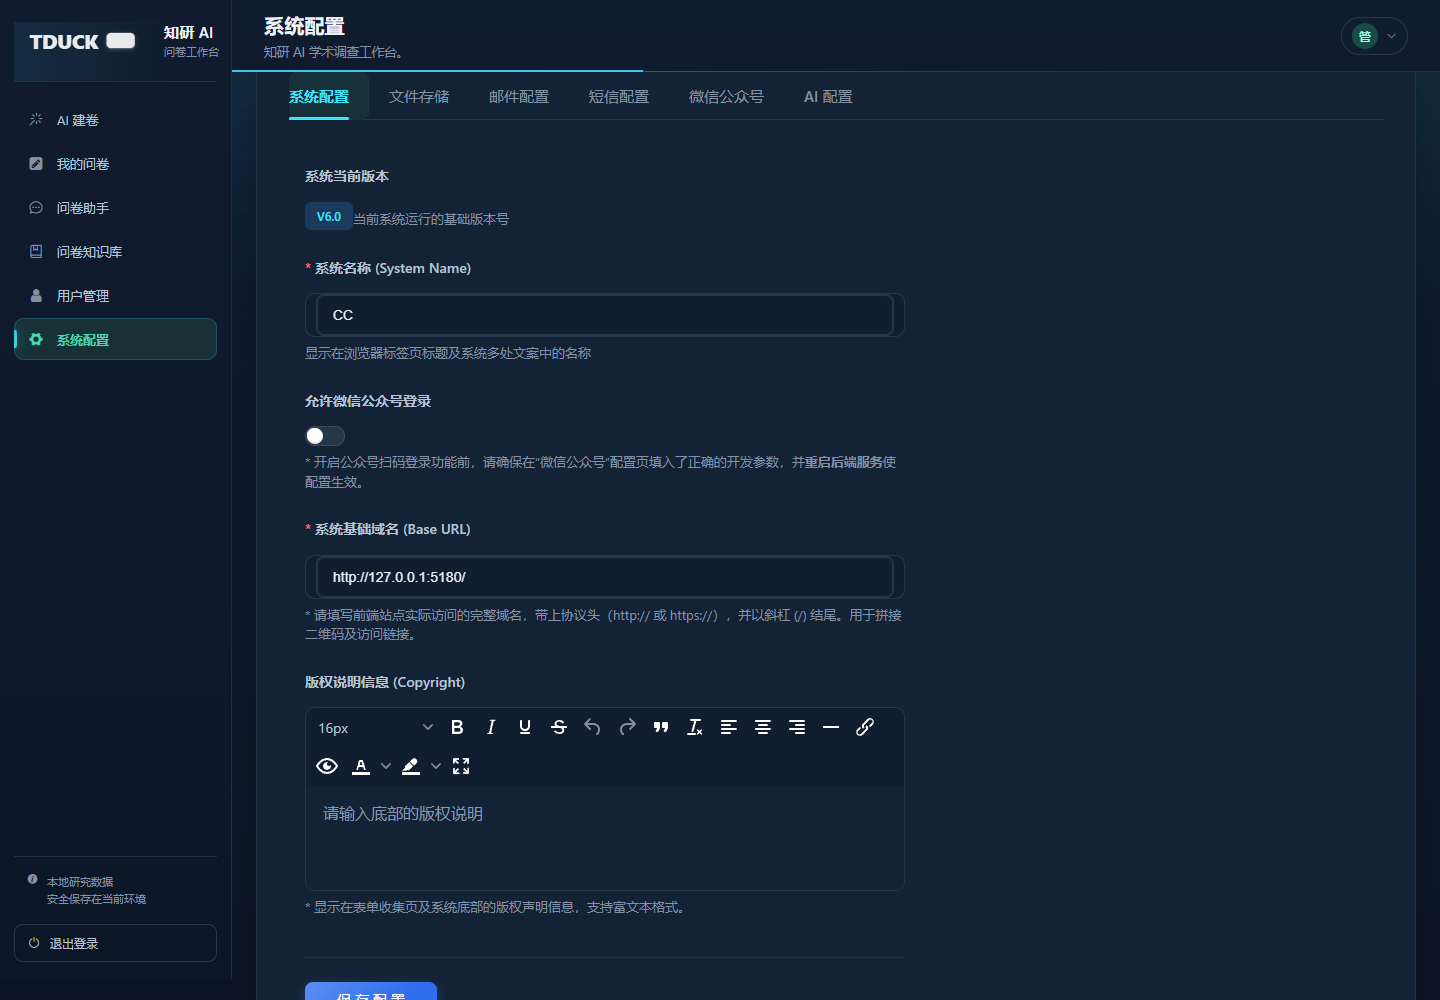 TDUCK
知研 AI
问卷工作台
AI 建卷
我的问卷
问卷助手
问卷知识库
用户管理
系统配置
本地研究数据
安全保存在当前环境
退出登录
系统配置
知研 AI 学术调查工作台。
管
系统配置
文件存储
邮件配置
短信配置
微信公众号
AI 配置
系统当前版本
V6.0 当前系统运行的基础版本号
* 系统名称 (System Name)
CC
显示在浏览器标签页标题及系统多处文案中的名称
允许微信公众号登录
* 开启公众号扫码登录功能前，请确保在“微信公众号”配置页填入了正确的开发参数，并重启后端服务使
配置生效。
* 系统基础域名 (Base URL)
http://127.0.0.1:5180/
* 请填写前端站点实际访问的完整域名，带上协议头（http:// 或 https://），并以斜杠 (/) 结尾。用于拼接
二维码及访问链接。
版权说明信息 (Copyright)
16px
请输入底部的版权说明
* 显示在表单收集页及系统底部的版权声明信息，支持富文本格式。
保存配置